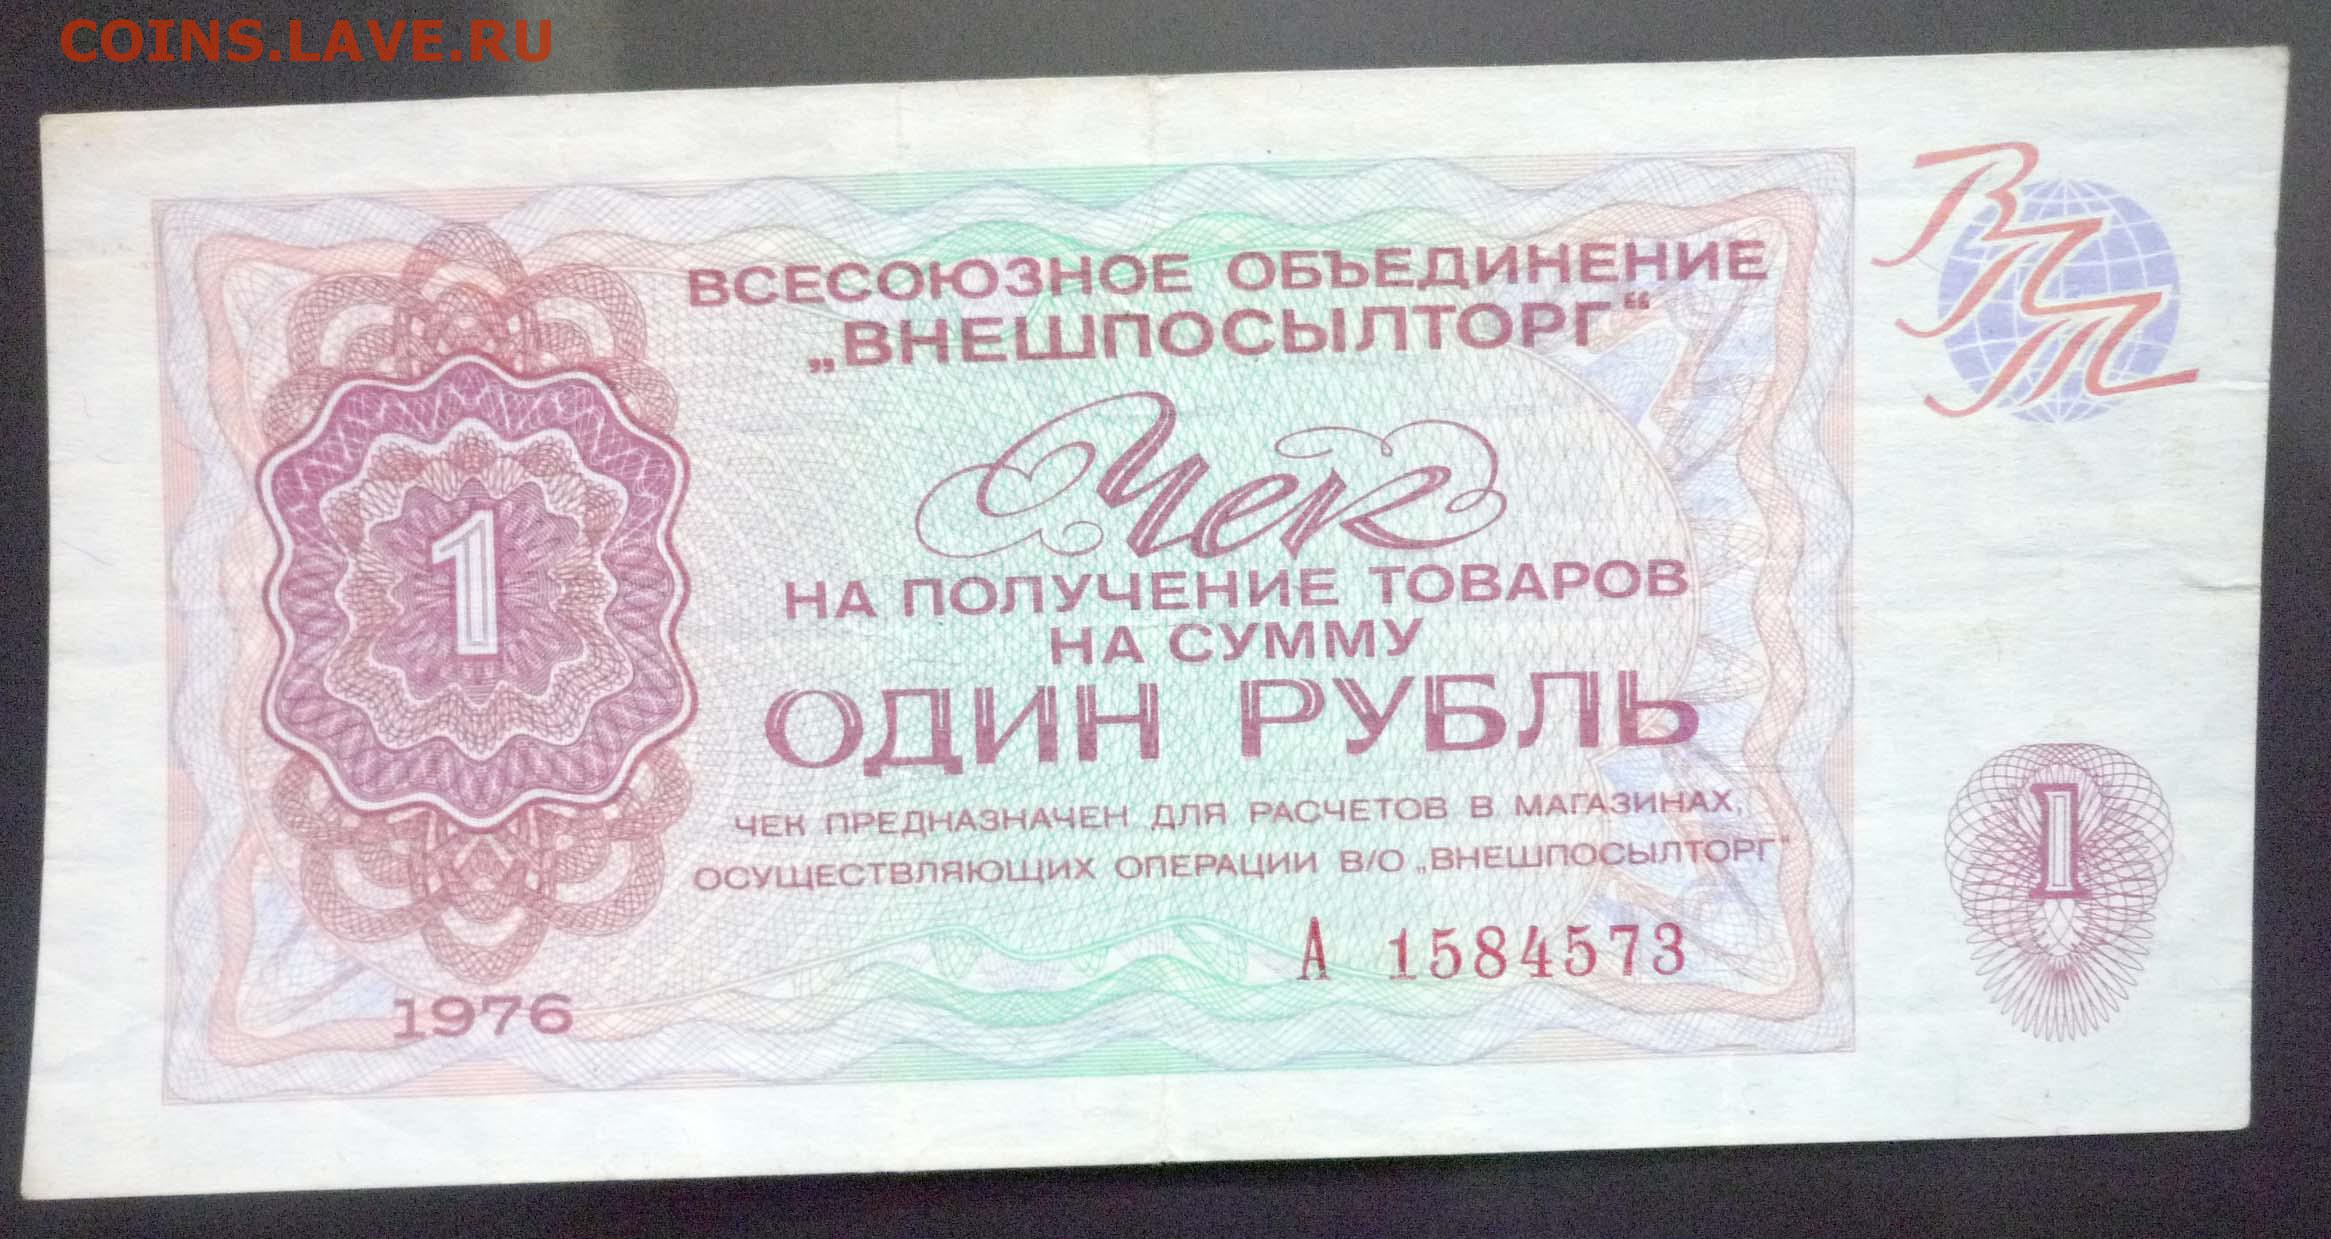 COINS.LAVE.RU
ВСЕСОЮЗНОЕ ОБЪЕДИНЕНИЕ
„ВНЕШПОСЫЛТОРГ“
ВПТ
Чек
НА ПОЛУЧЕНИЕ ТОВАРОВ
НА СУММУ
ОДИН РУБЛЬ
1
ЧЕК ПРЕДНАЗНАЧЕН ДЛЯ РАСЧЕТОВ В МАГАЗИНАХ,
ОСУЩЕСТВЛЯЮЩИХ ОПЕРАЦИИ В/О „ВНЕШПОСЫЛТОРГ“
1
А 1584573
1976